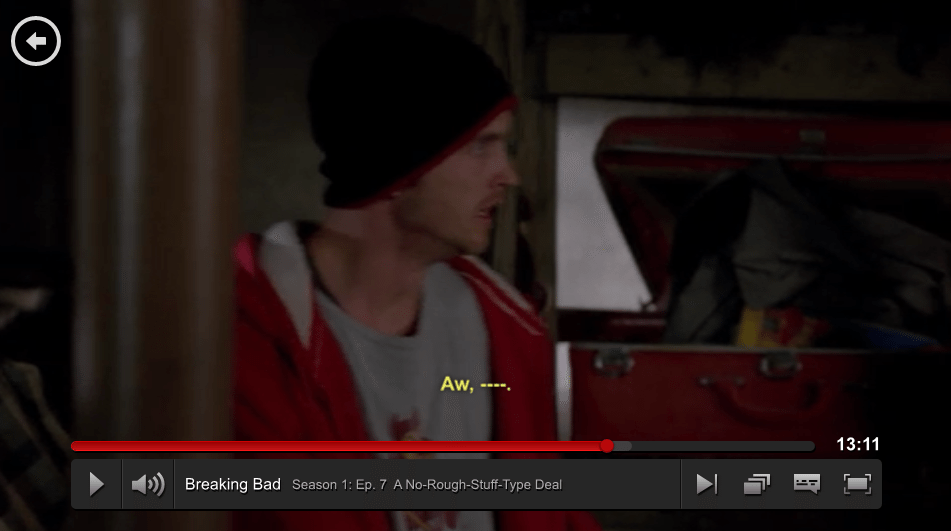 Aw, ----.
13:11
Breaking Bad Season 1: Ep. 7 A No-Rough-Stuff-Type Deal